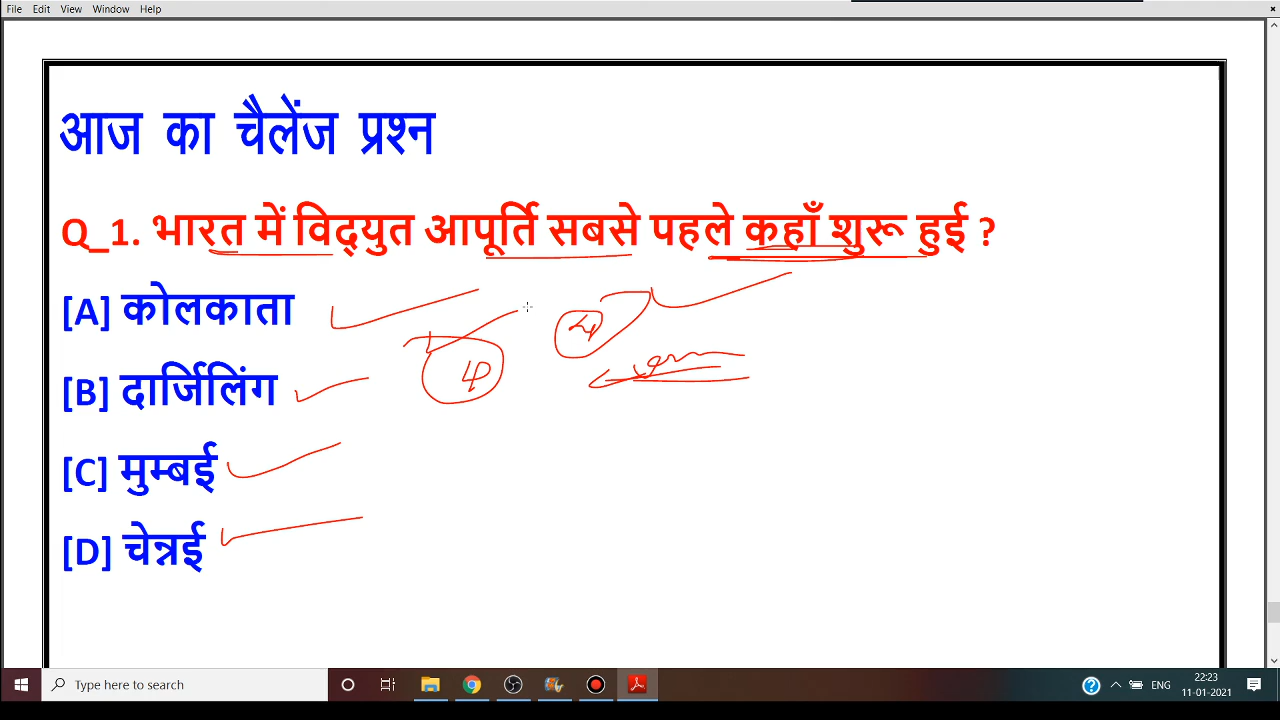 File Edit View Window Help
आज का चैलेंज प्रश्न
Q_1. भारत में विद्युत आपूर्ति सबसे पहले कहाँ शुरू हुई ?
[A] कोलकाता
[B] दार्जिलिंग
[C] मुम्बई
[D] चेन्नई
Type here to search
ENG
22:23
11-01-2021